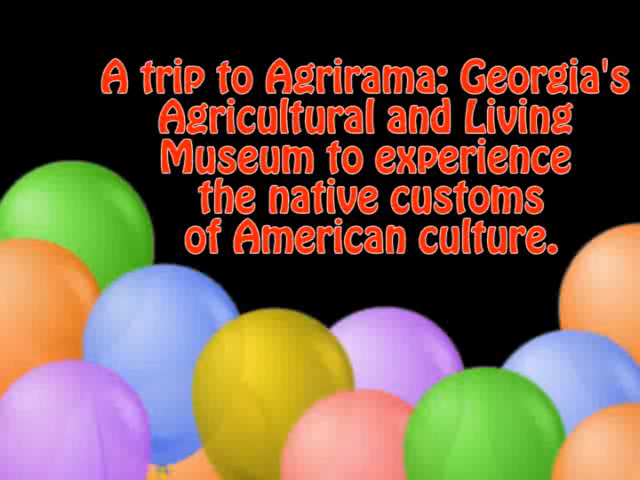 A trip to Agrirama: Georgia's
Agricultural and Living
Museum to experience
the native customs
of American culture.